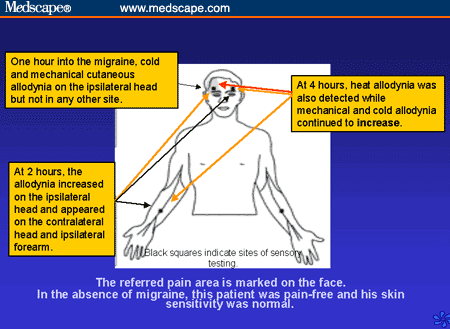 Medscape® www.medscape.com
One hour into the migraine, cold
and mechanical cutaneous
allodynia on the ipsilateral head
but not in any other site.
At 4 hours, heat allodynia was
also detected while
mechanical and cold allodynia
continued to increase.
At 2 hours, the
allodynia increased
on the ipsilateral
head and appeared
on the contralateral
head and ipsilateral
forearm.
Black squares indicate sites of sensory
testing.
The referred pain area is marked on the face.
In the absence of migraine, this patient was pain-free and his skin
sensitivity was normal.